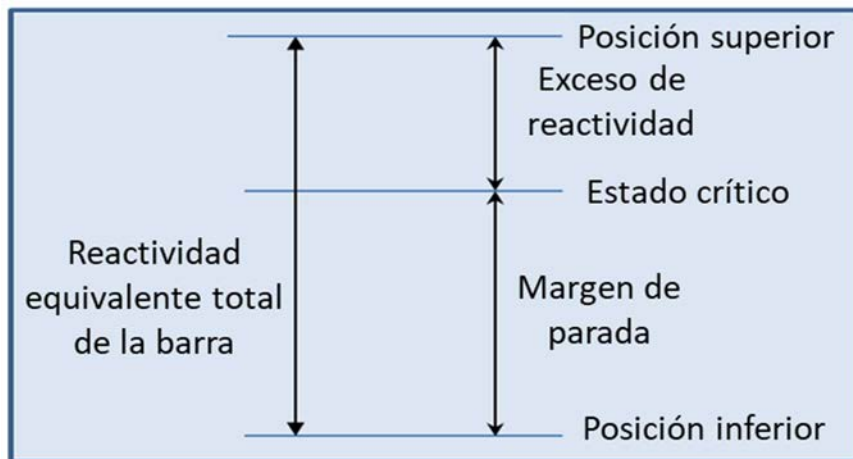 Posición superior
Exceso de
reactividad
Estado crítico
Reactividad
equivalente total
de la barra
Margen de
parada
Posición inferior